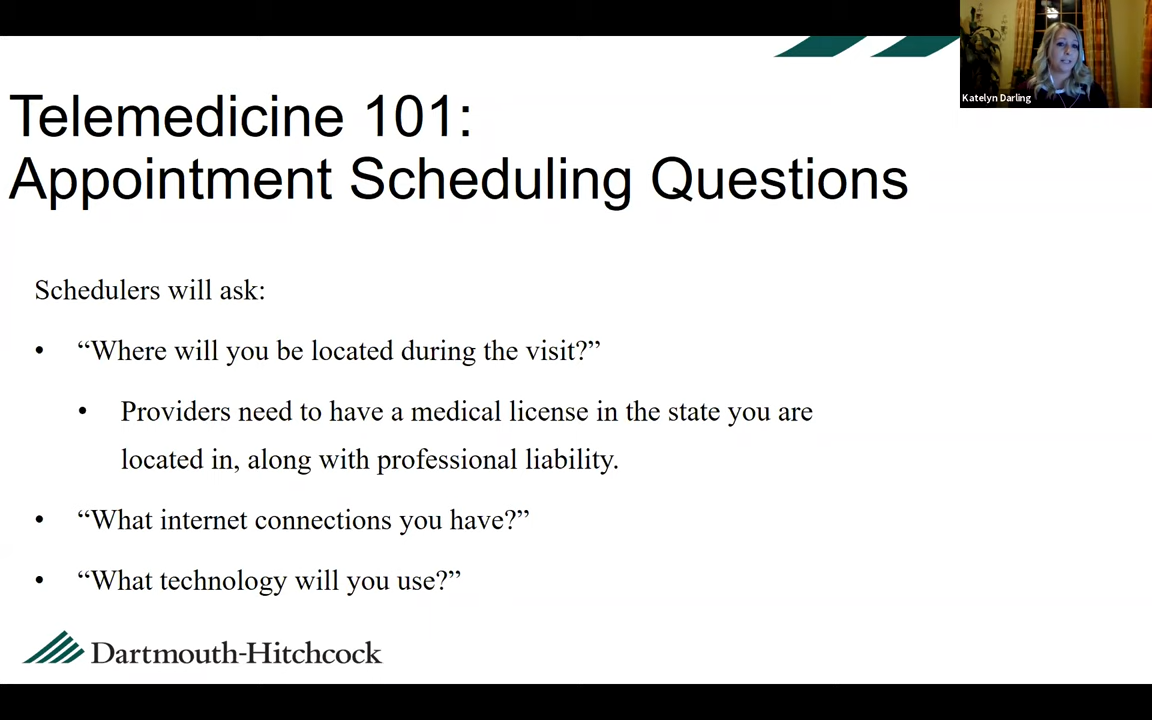 Telemedicine 101:
Appointment Scheduling Questions
Katelyn Darling
Schedulers will ask:
• “Where will you be located during the visit?”
• Providers need to have a medical license in the state you are
located in, along with professional liability.
• “What internet connections you have?”
• “What technology will you use?”
Dartmouth-Hitchcock